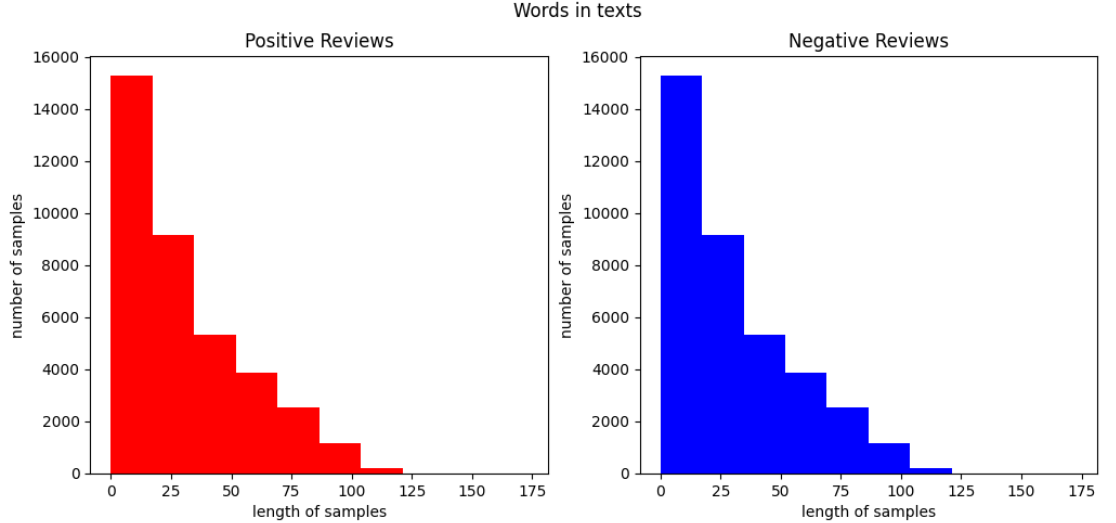 Words in texts
Positive Reviews
16000
14000
12000
10000
8000
6000
4000
2000
0
number of samples
0 25 50 75 100 125 150 175
length of samples
Negative Reviews
16000
14000
12000
10000
8000
6000
4000
2000
0
number of samples
0 25 50 75 100 125 150 175
length of samples